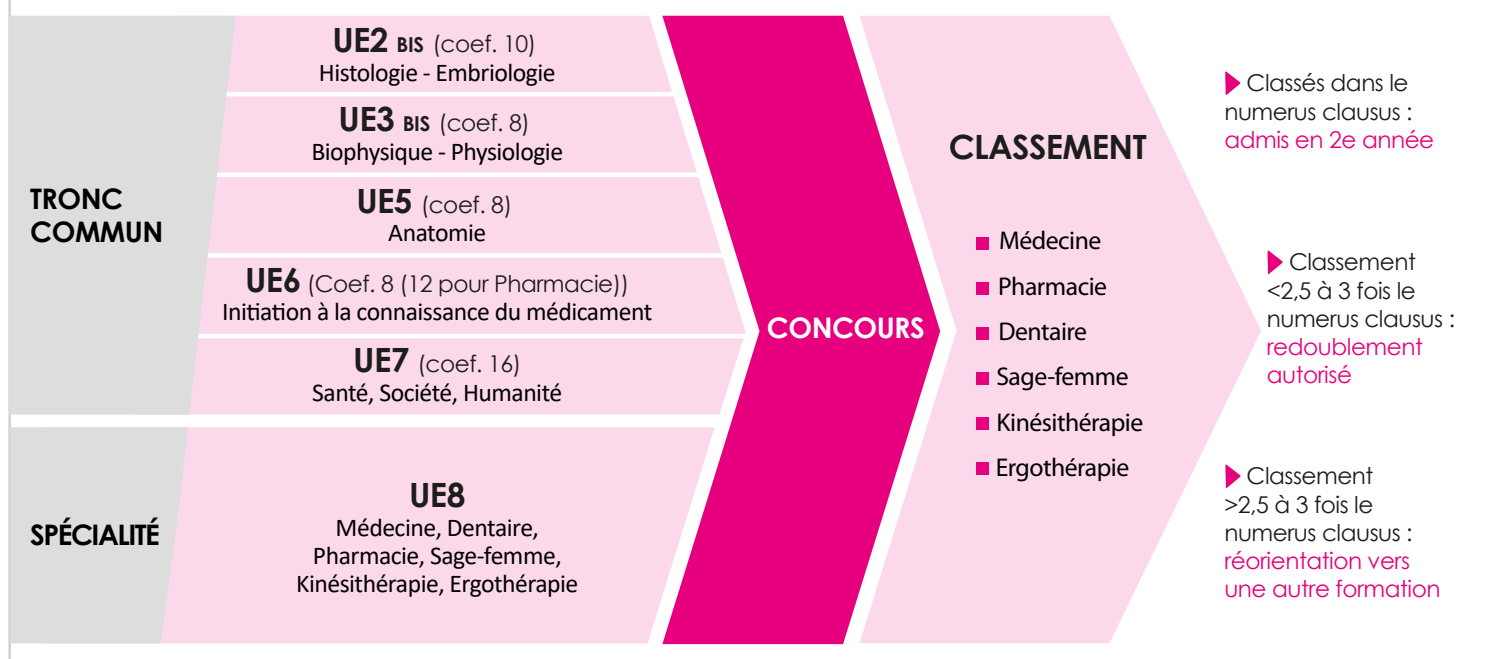 TRONC
COMMUN
UE2 BIS (coef. 10)
Histologie - Embriologie
UE3 BIS (coef. 8)
Biophysique - Physiologie
UE5 (coef. 8)
Anatomie
UE6 (Coef. 8 (12 pour Pharmacie))
Initiation à la connaissance du médicament
UE7 (coef. 16)
Santé, Société, Humanité
SPÉCIALITÉ
UE8
Médecine, Dentaire,
Pharmacie, Sage-femme,
Kinésithérapie, Ergothérapie
CONCOURS
CLASSEMENT
Médecine
Pharmacie
Dentaire
Sage-femme
Kinésithérapie
Ergothérapie
Classés dans le
numerus clausus :
admis en 2e année
Classement
<2,5 à 3 fois le
numerus clausus :
redoublement
autorisé
Classement
>2,5 à 3 fois le
numerus clausus :
réorientation vers
une autre formation